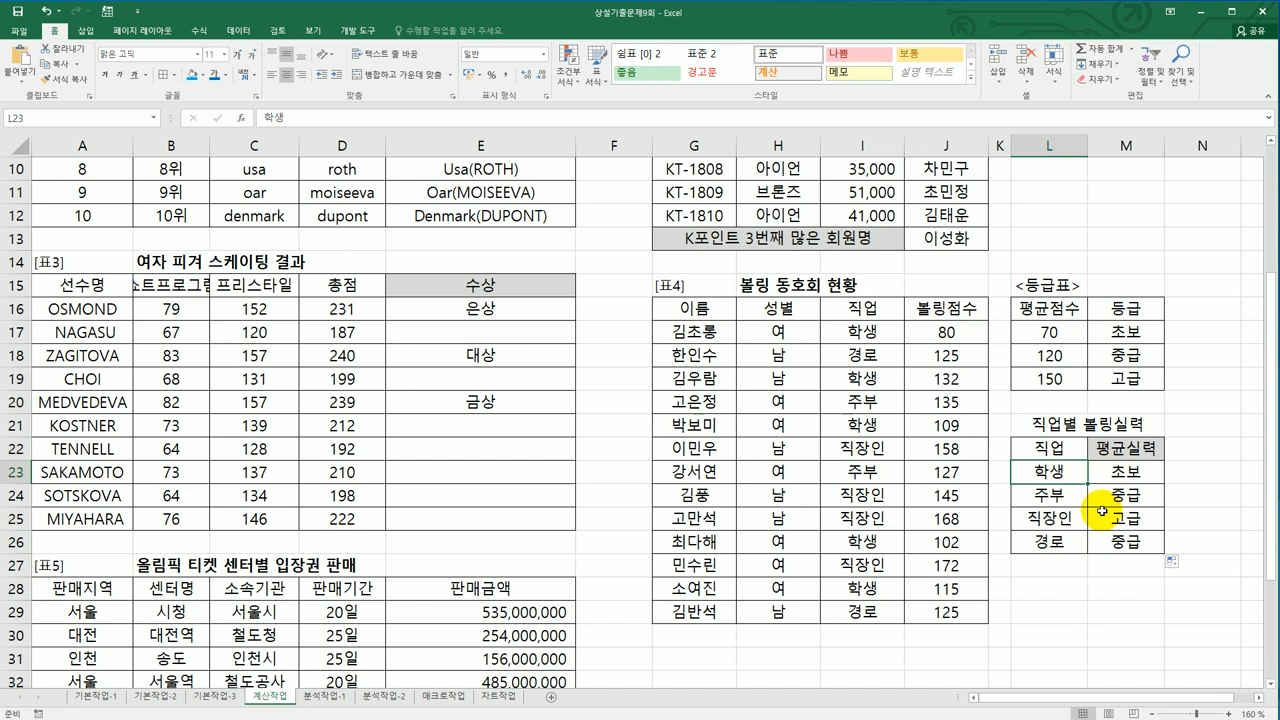 상설기출문제9회 - Excel
파일 홈 삽입 페이지 레이아웃 수식 데이터 검토 보기 개발 도구 수행할 작업을 알려 주세요. 공유
붙여넣기 잘라내기 복사 서식 복사 클립보드
맑은 고딕 11 가 가 글꼴
텍스트 줄 바꿈 병합하고 가운데 맞춤 맞춤
일반 표시 형식
조건부 서식 표 서식 쉼표 [0] 2 표준 2 표준 나쁨 보통
좋음 경고문 계산 메모 설명 텍스트 스타일
삽입 삭제 서식 셀
자동 합계 채우기 지우기 정렬 및 필터 찾기 및 선택 편집
L23 fx 학생
A B C D E F G H I J K L M N
10 8 8위 usa roth Usa(ROTH) KT-1808 아이언 35,000 차민구
11 9 9위 oar moiseeva Oar(MOISEEVA) KT-1809 브론즈 51,000 초민정
12 10 10위 denmark dupont Denmark(DUPONT) KT-1810 아이언 41,000 김태운
13 K포인트 3번째 많은 회원명 이성화
14 [표3] 여자 피겨 스케이팅 결과
15 선수명 쇼트프로그램 프리스타일 총점 수상 [표4] 볼링 동호회 현황 <등급표>
16 OSMOND 79 152 231 은상 이름 성별 직업 볼링점수 평균점수 등급
17 NAGASU 67 120 187 김초롱 여 학생 80 70 초보
18 ZAGITOVA 83 157 240 대상 한인수 남 경로 125 120 중급
19 CHOI 68 131 199 김우람 남 학생 132 150 고급
20 MEDVEDEVA 82 157 239 금상 고은정 여 주부 135
21 KOSTNER 73 139 212 박보미 여 학생 109 직업별 볼링실력
22 TENNELL 64 128 192 이민우 남 직장인 158 직업 평균실력
23 SAKAMOTO 73 137 210 강서연 여 주부 127 학생 초보
24 SOTSKOVA 64 134 198 김풍 남 직장인 145 주부 중급
25 MIYAHARA 76 146 222 고만석 남 직장인 168 직장인 고급
26 최다해 여 학생 102 경로 중급
27 [표5] 올림픽 티켓 센터별 입장권 판매 민수린 여 직장인 172
28 판매지역 센터명 소속기관 판매기간 판매금액 소여진 여 학생 115
29 서울 시청 서울시 20일 535,000,000 김반석 남 경로 125
30 대전 대전역 철도청 25일 254,000,000
31 인천 송도 인천시 25일 156,000,000
32 서울 서울역 철도공사 20일 485,000,000
기본작업-1 기본작업-2 기본작업-3 계산작업 분석작업-1 분석작업-2 매크로작업 차트작업
준비 160 %